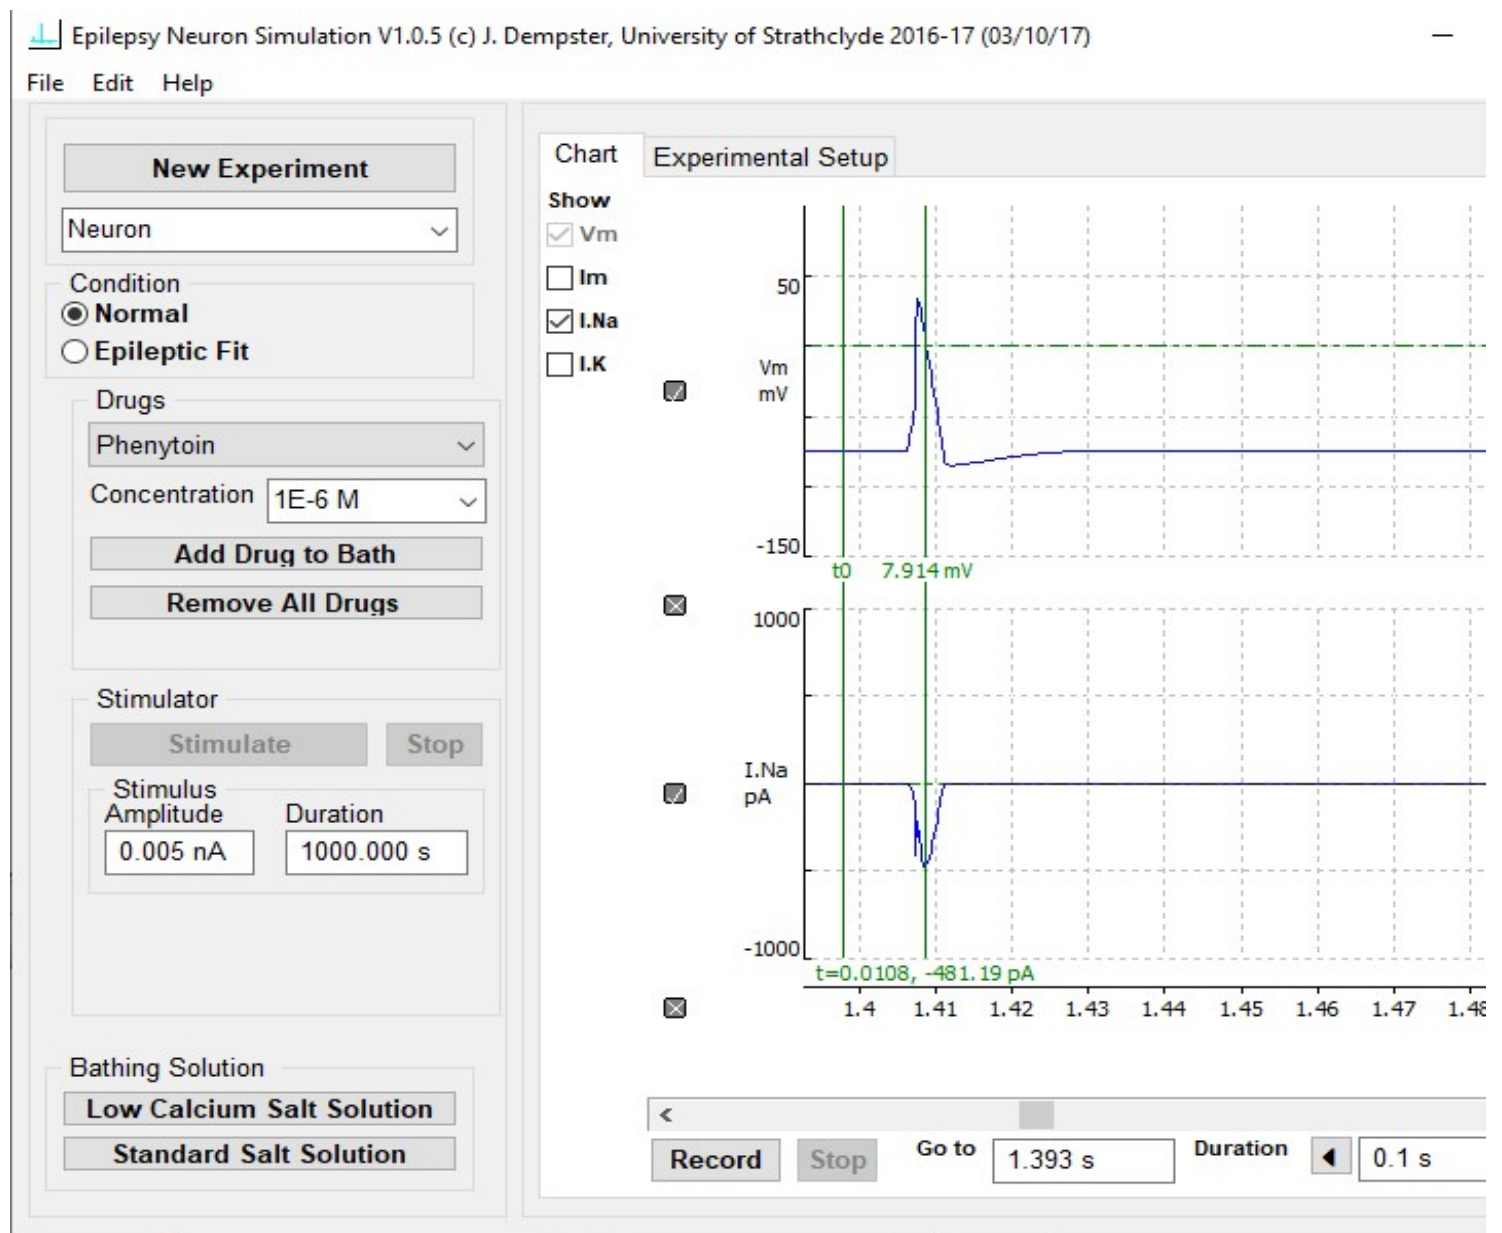 Epilepsy Neuron Simulation V1.0.5 (c) J. Dempster, University of Strathclyde 2016-17 (03/10/17)
File Edit Help
New Experiment
Neuron
Condition
Normal
Epileptic Fit
Drugs
Phenytoin
Concentration 1E-6 M
Add Drug to Bath
Remove All Drugs
Stimulator
Stimulate Stop
Stimulus
Amplitude Duration
0.005 nA 1000.000 s
Bathing Solution
Low Calcium Salt Solution
Standard Salt Solution
Chart Experimental Setup
Show
Vm
Im
I.Na
I.K
50
Vm
mV
-150
t0 7.914 mV
1000
I.Na
pA
-1000
t=0.0108, -481.19 pA
1.4 1.41 1.42 1.43 1.44 1.45 1.46 1.47 1.48
<
Record Stop Go to 1.393 s Duration 0.1 s